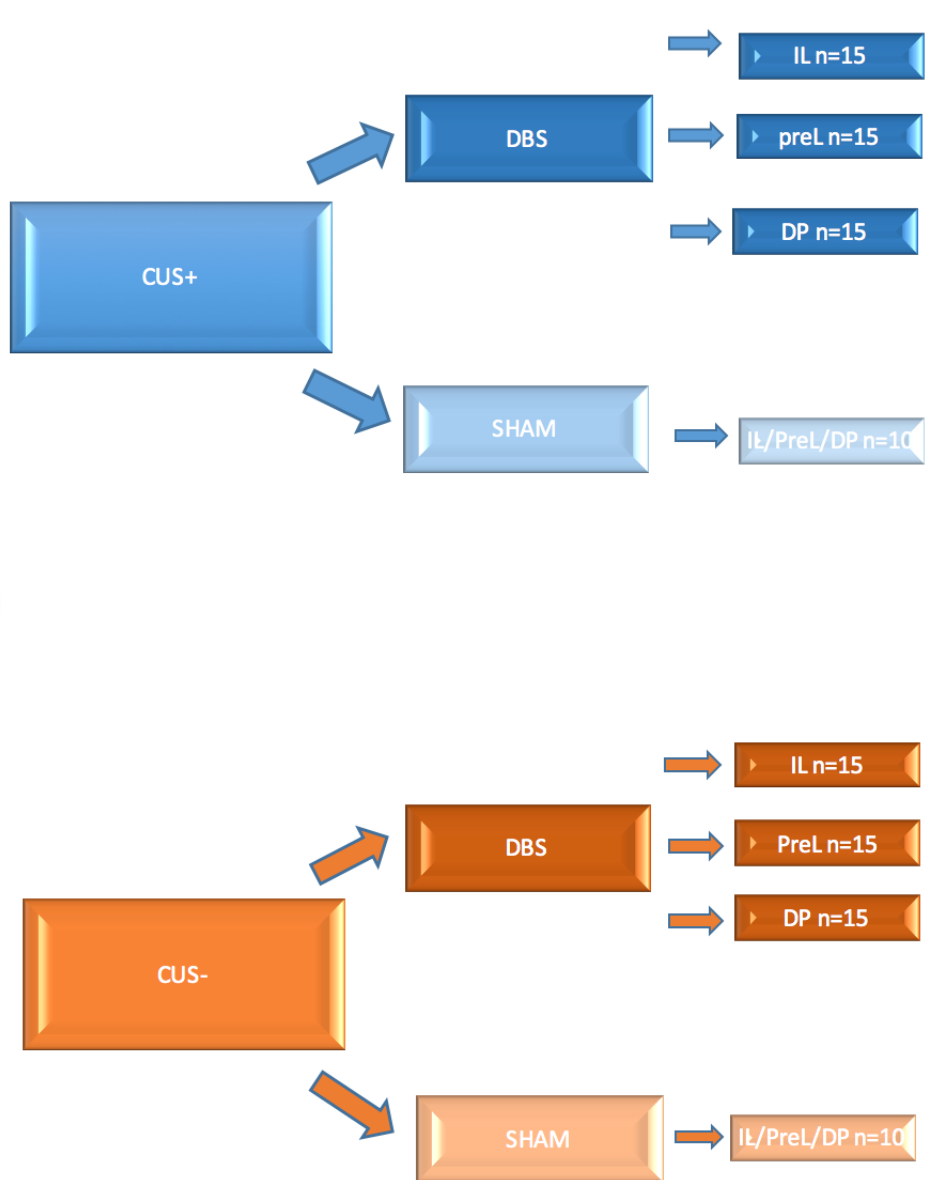 IL n=15
DBS
preL n=15
DP n=15
CUS+
SHAM
IŁ/PreL/DP n=10
IL n=15
DBS
PreL n=15
DP n=15
CUS-
SHAM
IŁ/PreL/DP n=10